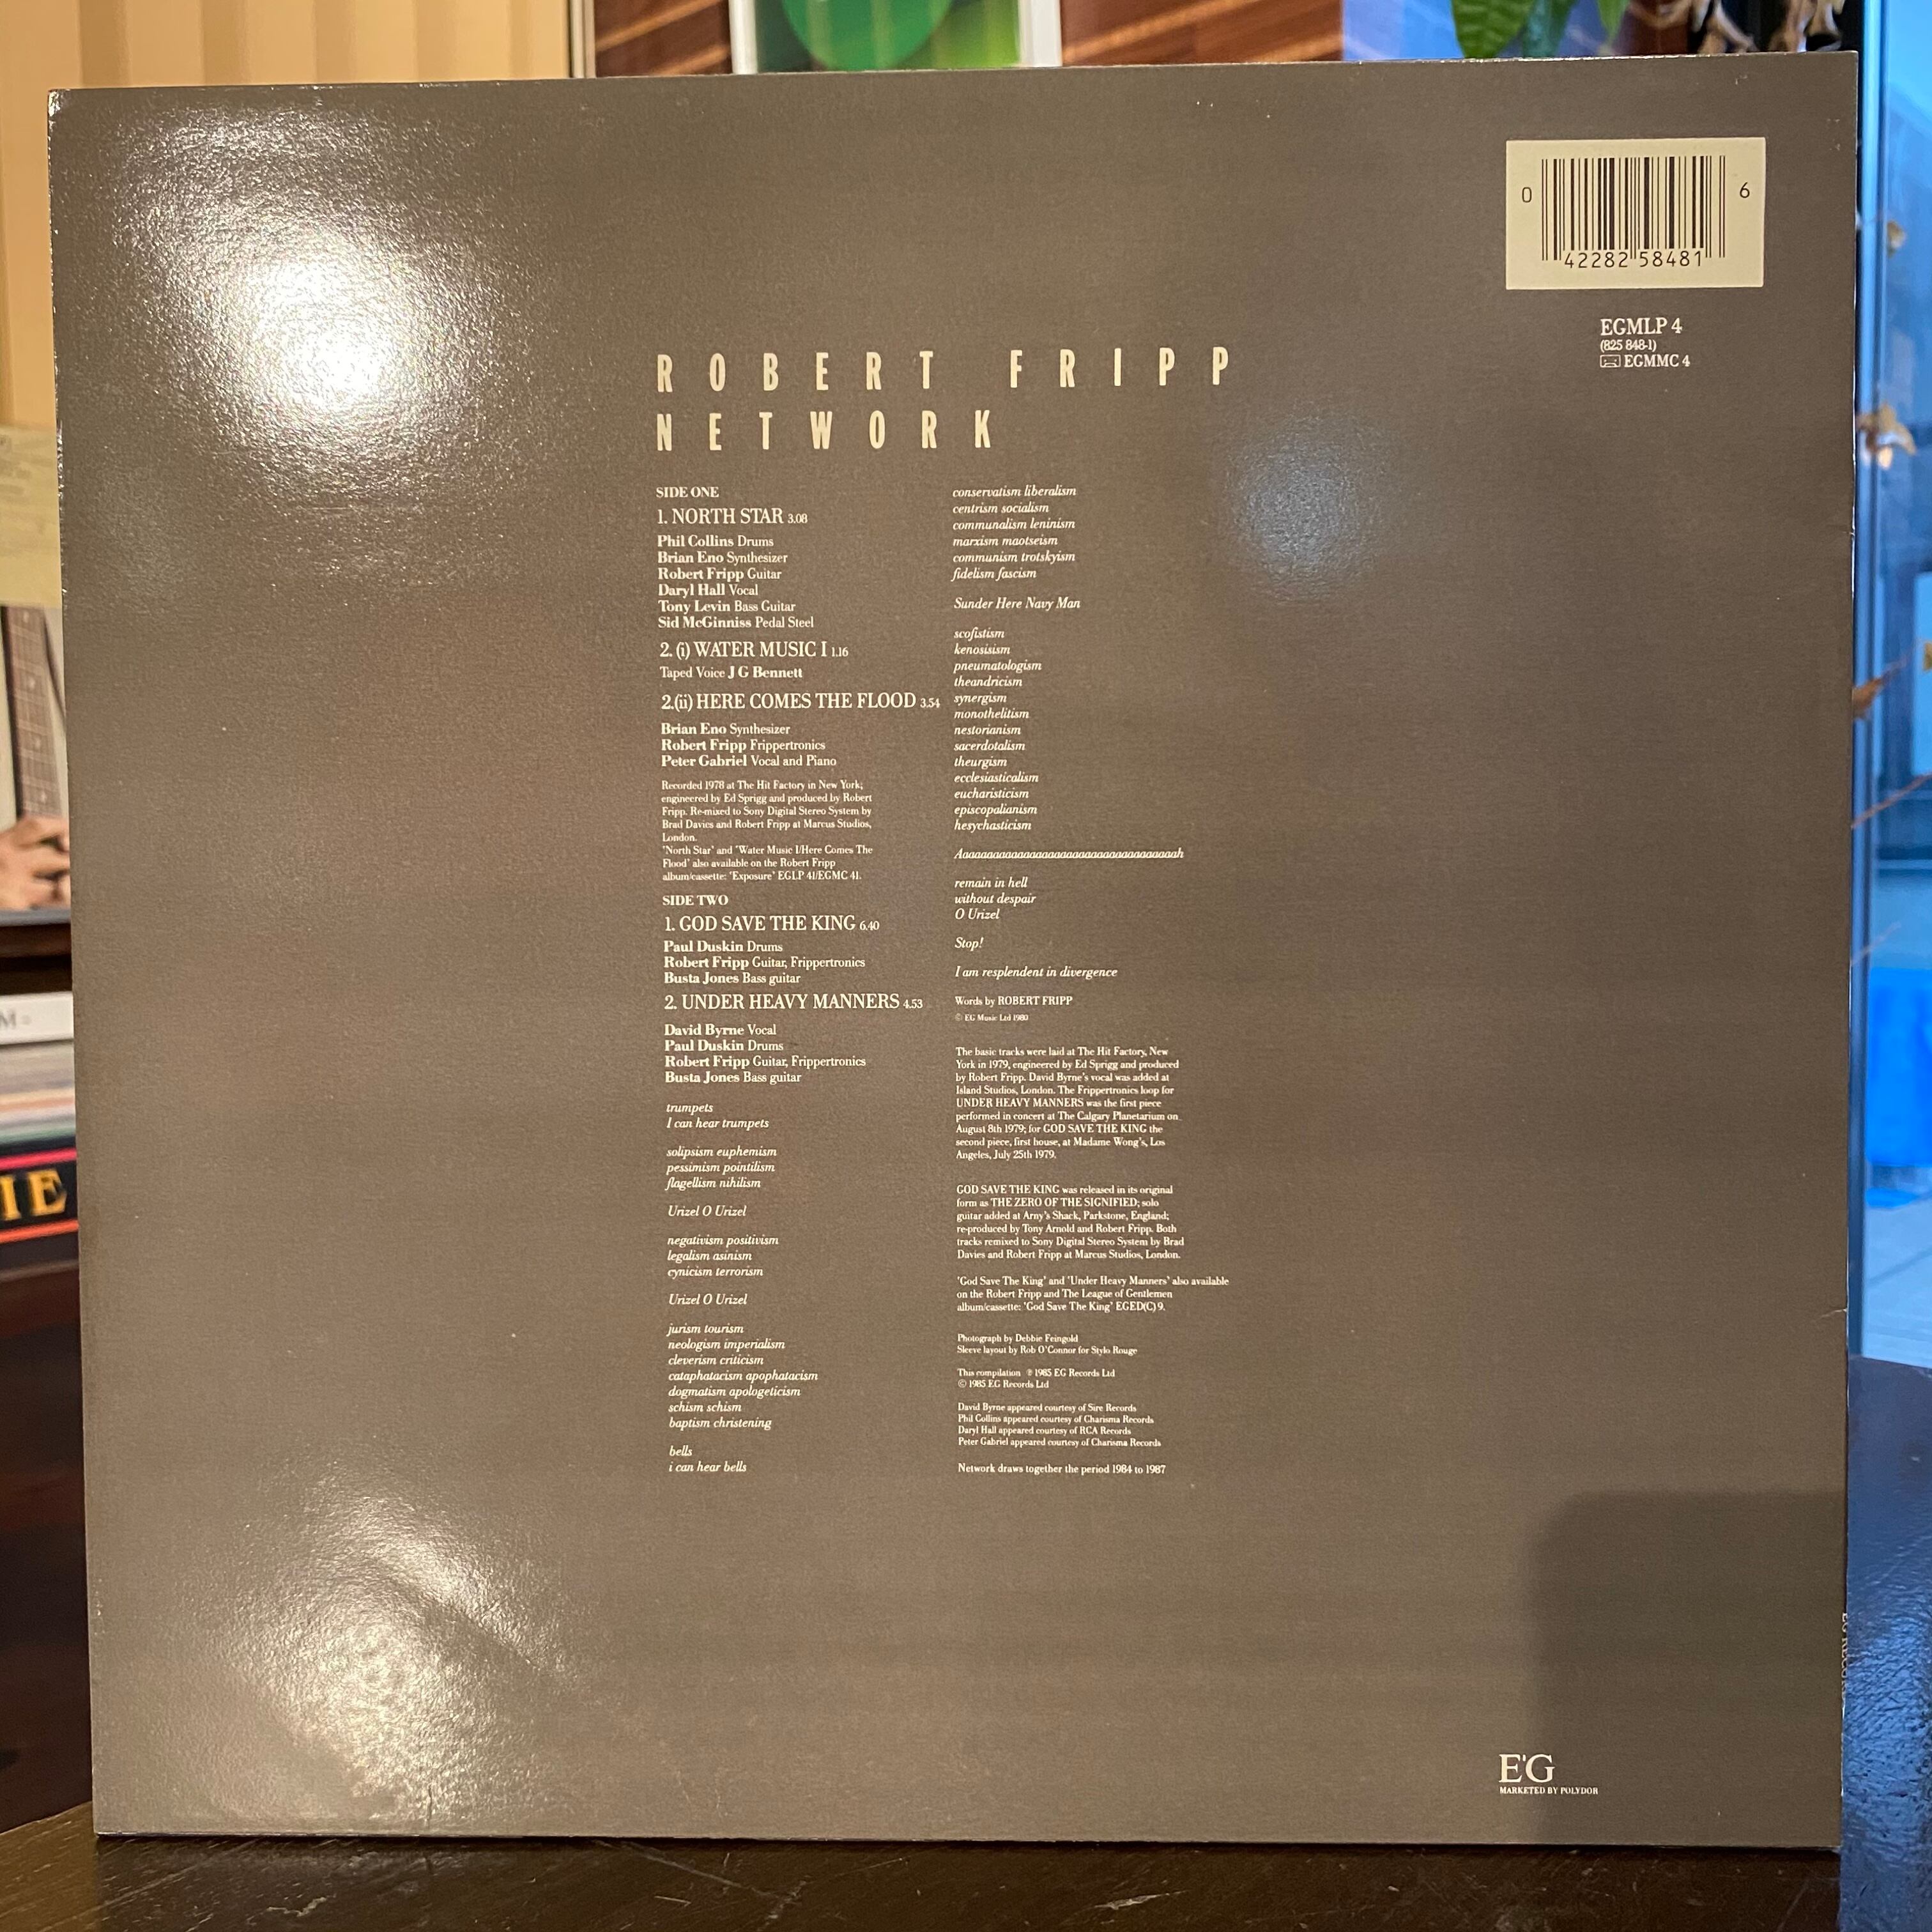 0 42282 58481 6
EGMLP 4
(825 848-1)
EGMMC 4
ROBERT FRIPP
NETWORK
SIDE ONE
1. NORTH STAR 3.08
Phil Collins Drums
Brian Eno Synthesizer
Robert Fripp Guitar
Daryl Hall Vocal
Tony Levin Bass Guitar
Sid McGinniss Pedal Steel
2. (i) WATER MUSIC I 1.16
Taped Voice J G Bennett
2.(ii) HERE COMES THE FLOOD 3.54
Brian Eno Synthesizer
Robert Fripp Frippertronics
Peter Gabriel Vocal and Piano
Recorded 1978 at The Hit Factory in New York;
engineered by Ed Sprigg and produced by Robert
Fripp. Re-mixed to Sony Digital Stereo System by
Brad Davies and Robert Fripp at Marcus Studios,
London.
'North Star' and 'Water Music I/Here Comes The
Flood' also available on the Robert Fripp
album/cassette: 'Exposure' EGLP 41/EGMC 41.
SIDE TWO
1. GOD SAVE THE KING 6.40
Paul Duskin Drums
Robert Fripp Guitar, Frippertronics
Busta Jones Bass guitar
2. UNDER HEAVY MANNERS 4.53
David Byrne Vocal
Paul Duskin Drums
Robert Fripp Guitar, Frippertronics
Busta Jones Bass guitar
trumpets
I can hear trumpets
solipsism euphemism
pessimism pointilism
flagellism nihilism
Urizel O Urizel
negativism positivism
legalism asinism
cynicism terrorism
Urizel O Urizel
jurism tourism
neologism imperialism
cleverism criticism
cataphatacism apophatacism
dogmatism apologeticism
schism schism
baptism christening
bells
i can hear bells
conservatism liberalism
centrism socialism
communalism leninism
marxism maotseism
communism trotskyism
fidelism fascism
Sunder Here Navy Man
scofistism
kenosisism
pneumatologism
theandricism
synergism
monothelitism
nestorianism
sacerdotalism
theurgism
ecclesiasticalism
eucharisticism
episcopalianism
hesychasticism
Aaaaaaaaaaaaaaaaaaaaaaaaaaaaaaaaaaaaah
remain in hell
without despair
O Urizel
Stop!
I am resplendent in divergence
Words by ROBERT FRIPP
© EG Music Ltd 1980
The basic tracks were laid at The Hit Factory, New
York in 1979, engineered by Ed Sprigg and produced
by Robert Fripp. David Byrne's vocal was added at
Island Studios, London. The Frippertronics loop for
UNDER HEAVY MANNERS was the first piece
performed in concert at The Calgary Planetarium on
August 8th 1979; for GOD SAVE THE KING the
second piece, first house, at Madame Wong's, Los
Angeles, July 25th 1979.
GOD SAVE THE KING was released in its original
form as THE ZERO OF THE SIGNIFIED; solo
guitar added at Arny's Shack, Parkstone, England;
re-produced by Tony Arnold and Robert Fripp. Both
tracks remixed to Sony Digital Stereo System by Brad
Davies and Robert Fripp at Marcus Studios, London.
'God Save The King' and 'Under Heavy Manners' also available
on the Robert Fripp and The League of Gentlemen
album/cassette: 'God Save The King' EGED(C) 9.
Photograph by Debbie Feingold
Sleeve layout by Rob O'Connor for Stylo Rouge
This compilation ℗ 1985 EG Records Ltd
© 1985 EG Records Ltd
David Byrne appeared courtesy of Sire Records
Phil Collins appeared courtesy of Charisma Records
Daryl Hall appeared courtesy of RCA Records
Peter Gabriel appeared courtesy of Charisma Records
Network draws together the period 1984 to 1987
E'G
MARKETED BY POLYDOR
IE